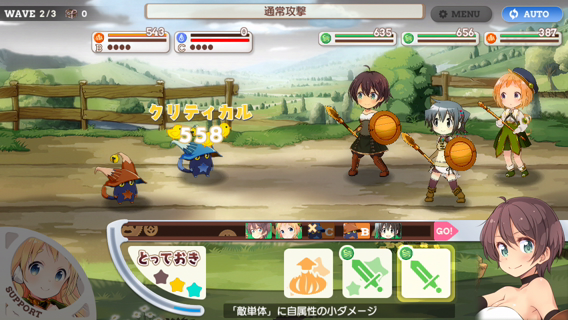 WAVE 2/3 0
通常攻撃
MENU
AUTO
543
B
0
C
635
656
387
クリティカル
558
C
B
GO!
とっておき
SUPPORT
「敵単体」に自属性の小ダメージ